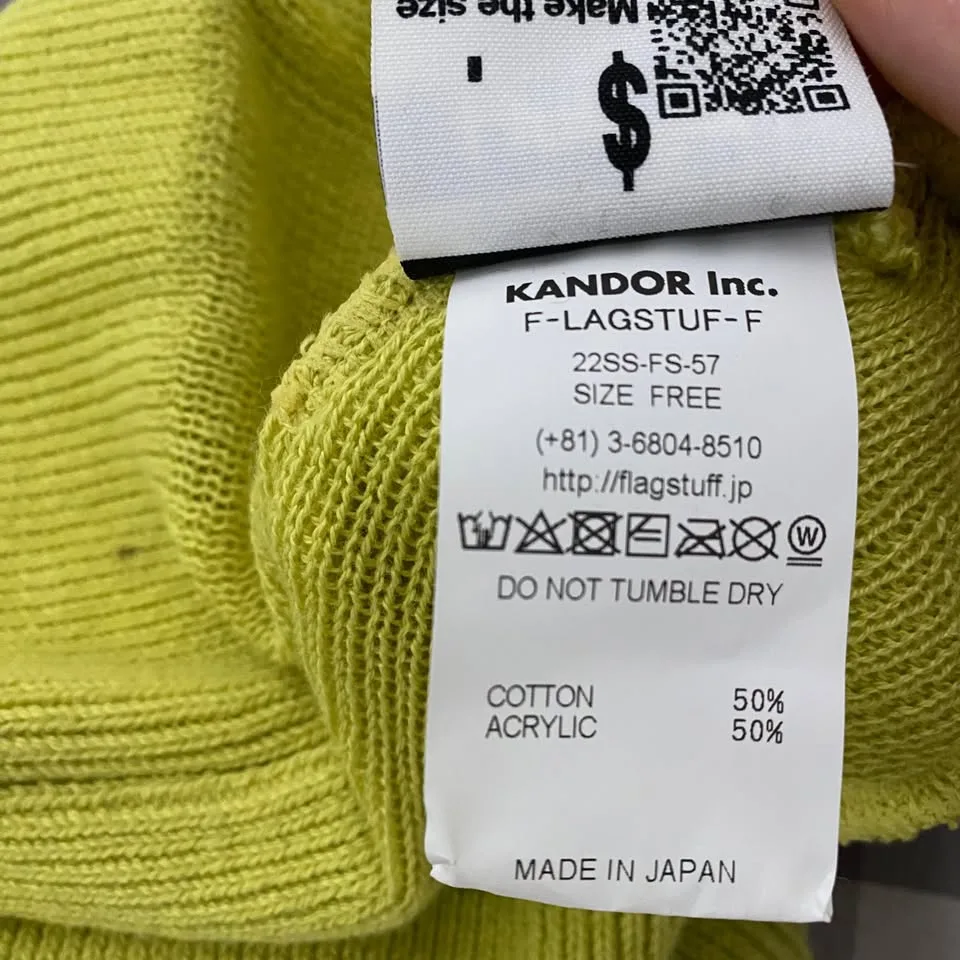 Make the size
$
KANDOR Inc.
F-LAGSTUF-F
22SS-FS-57
SIZE FREE
(+81) 3-6804-8510
http://flagstuff.jp
W
DO NOT TUMBLE DRY
COTTON 50%
ACRYLIC 50%
MADE IN JAPAN